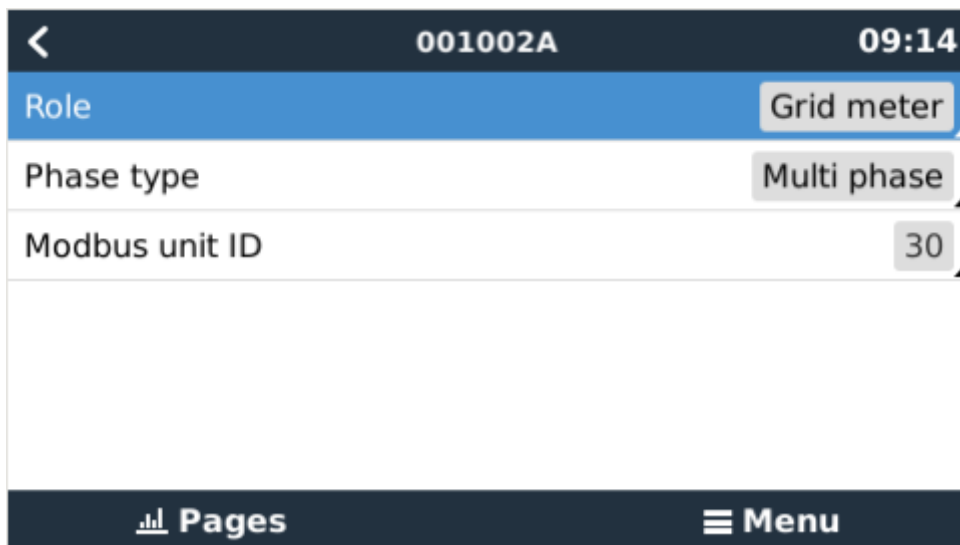 001002A 09:14
Role Grid meter
Phase type Multi phase
Modbus unit ID 30
Pages Menu